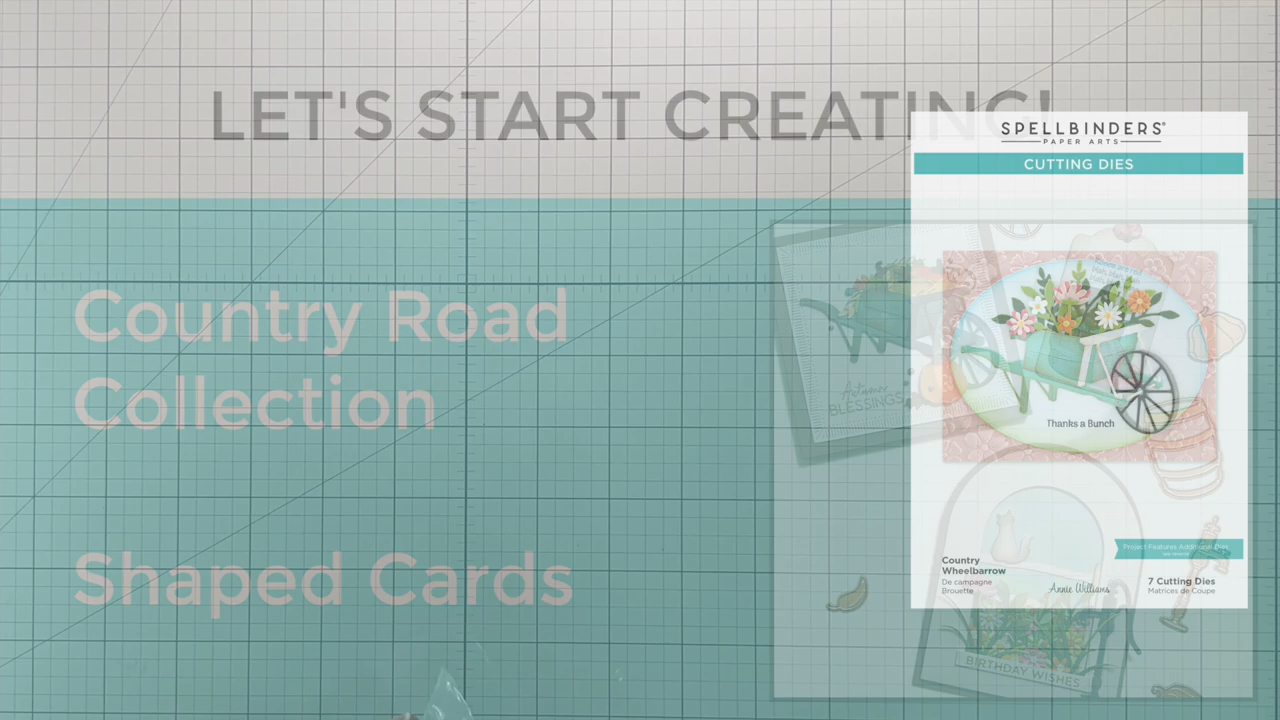 LET'S START CREATING!
SPELLBINDERS®
PAPER ARTS
CUTTING DIES
Country Road
Collection
Shaped Cards
Autumn
BLESSINGS
Thanks a Bunch
Project Features Additional Dies
Country
Wheelbarrow
De campagne
Brouette
Annie Williams
7 Cutting Dies
Matrices de Coupe
BIRTHDAY WISHES